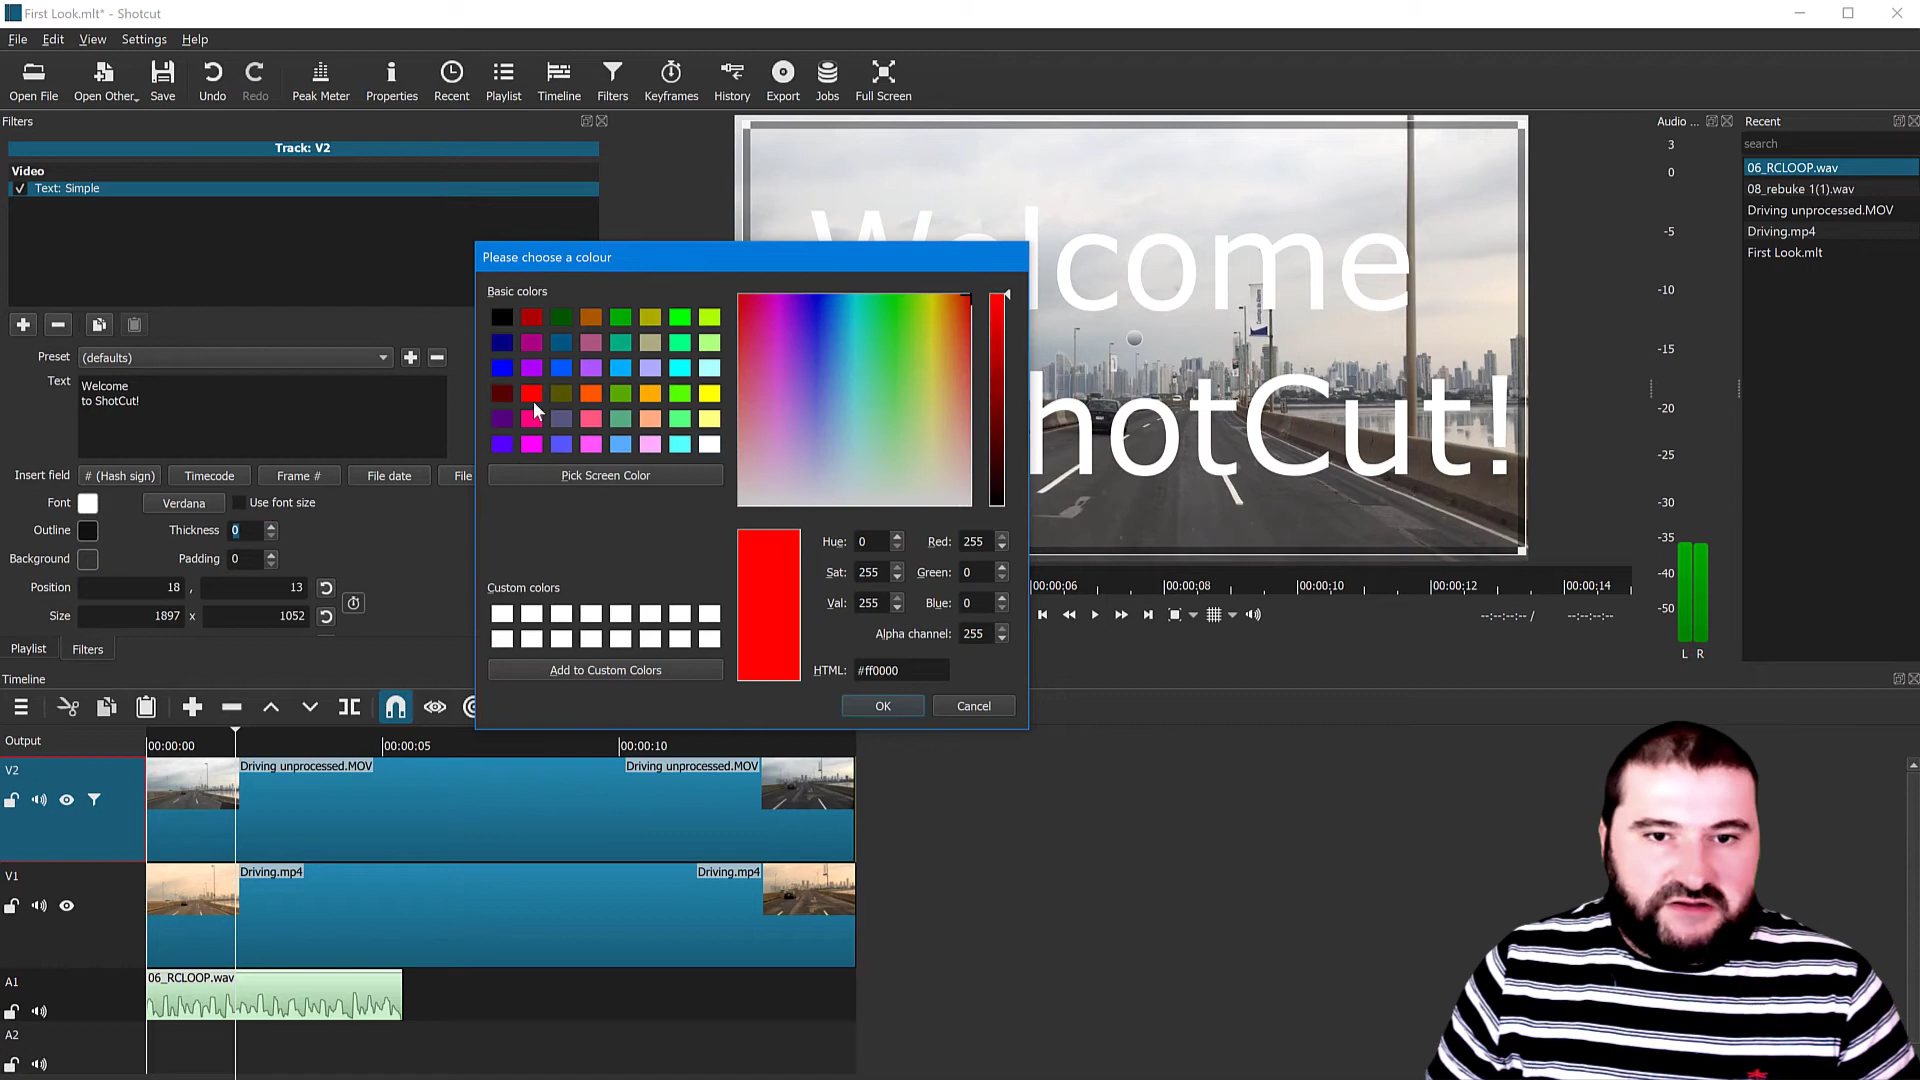 First Look.mlt* - Shotcut
File Edit View Settings Help
Open File Open Other... Save Undo Redo Peak Meter Properties Recent Playlist Timeline Filters Keyframes History Export Jobs Full Screen
Filters
Track: V2
Video
Text: Simple
Preset (defaults)
Text
Welcome
to ShotCut!
Insert field # (Hash sign) Timecode Frame # File date File
Font Verdana Use font size
Outline Thickness 0
Background Padding 0
Position 18 , 13
Size 1897 x 1052
Playlist Filters
Please choose a colour
Basic colors
Pick Screen Color
Custom colors
Add to Custom Colors
Hue: 0 Red: 255
Sat: 255 Green: 0
Val: 255 Blue: 0
Alpha channel: 255
HTML: #ff0000
OK Cancel
Welcome
hotCut!
00:00:06 00:00:08 00:00:10 00:00:12 00:00:14
--:--:--:-- / --:--:--:--
Audio ...
3
0
-5
-10
-15
-20
-25
-30
-35
-40
-50
L R
Recent
search
06_RCLOOP.wav
08_rebuke 1(1).wav
Driving unprocessed.MOV
Driving.mp4
First Look.mlt
Timeline
Output
00:00:00 00:00:05 00:00:10
V2
Driving unprocessed.MOV Driving unprocessed.MOV
V1
Driving.mp4 Driving.mp4
A1
06_RCLOOP.wav
A2